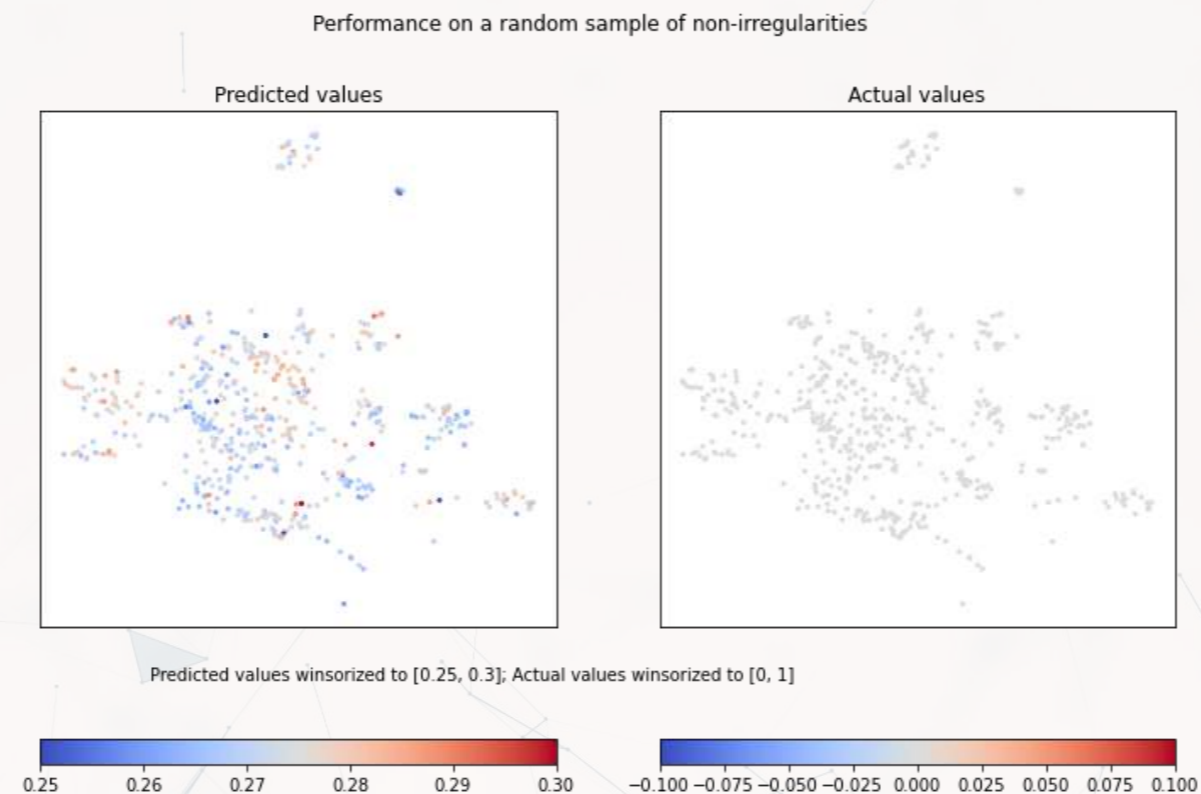 Performance on a random sample of non-irregularities
Predicted values
Actual values
Predicted values winsorized to [0.25, 0.3]; Actual values winsorized to [0, 1]
0.25 0.26 0.27 0.28 0.29 0.30
−0.100 −0.075 −0.050 −0.025 0.000 0.025 0.050 0.075 0.100